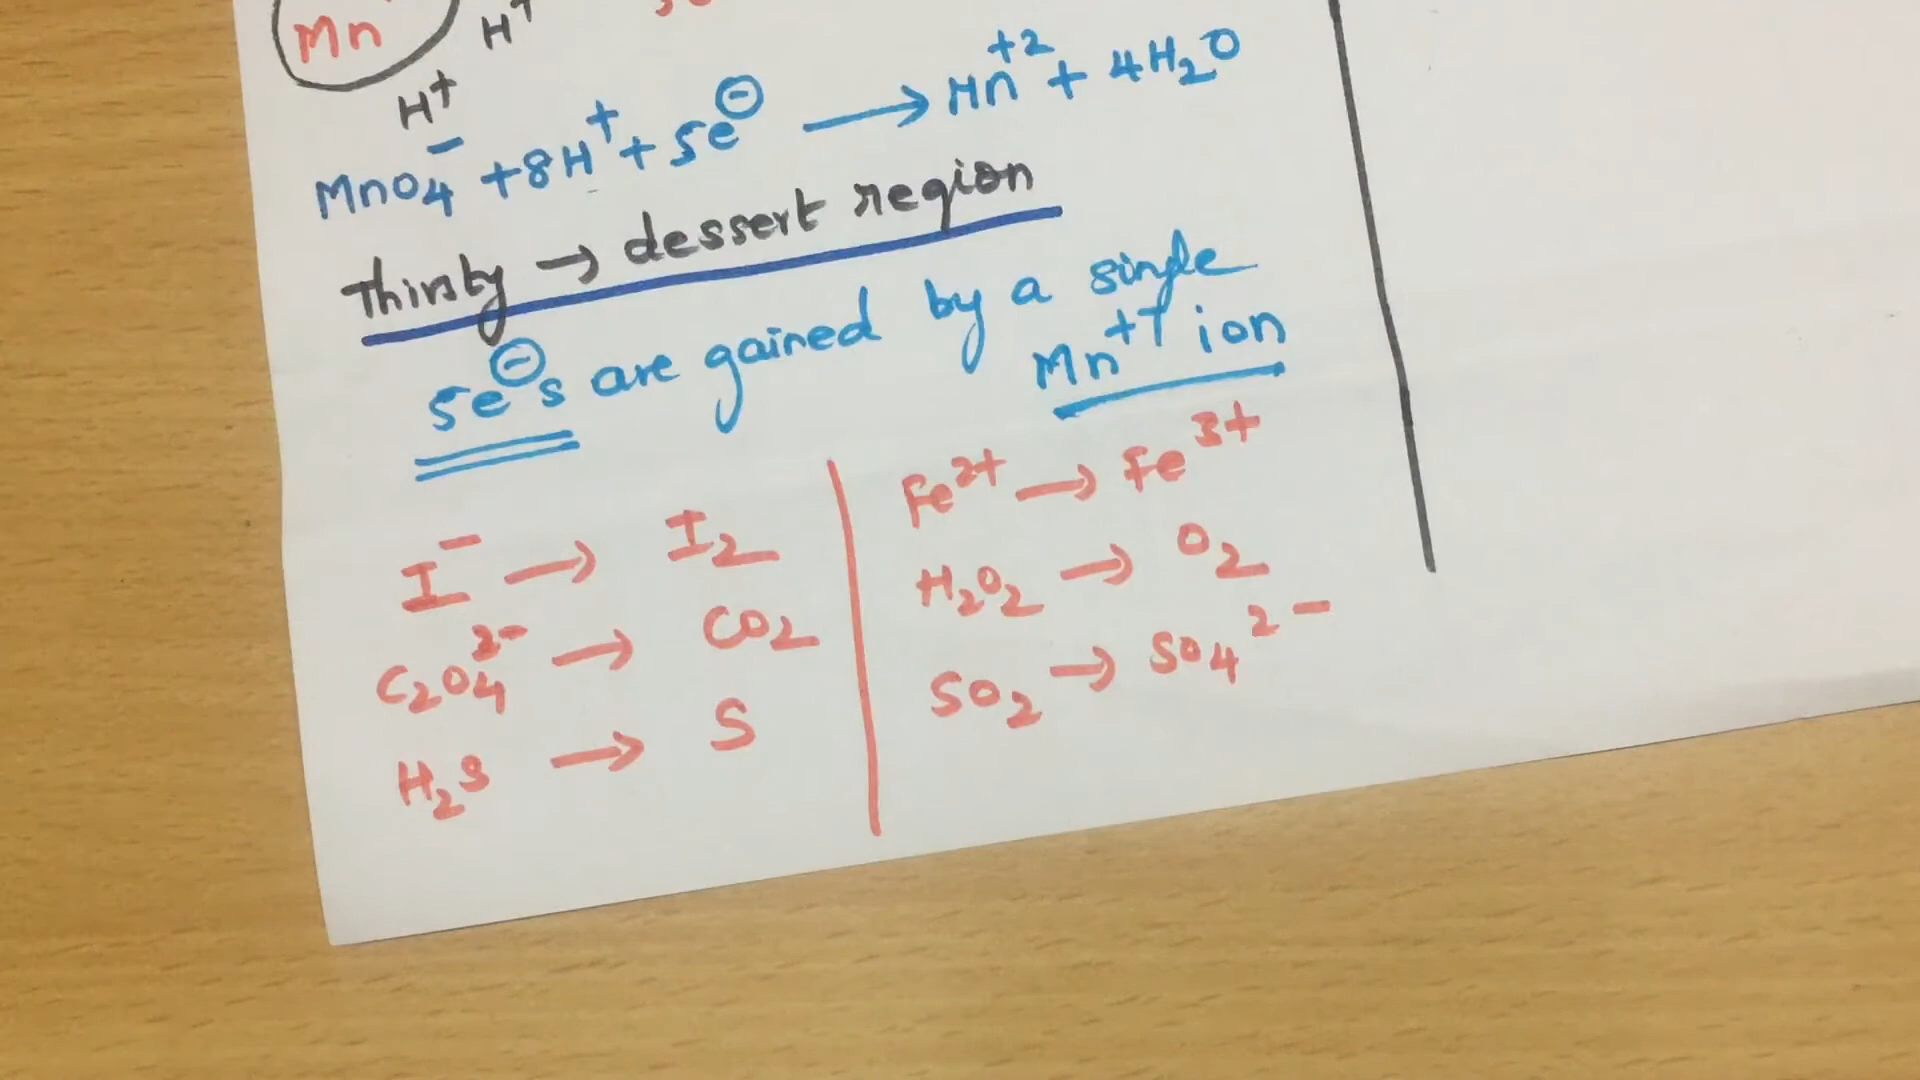 Mn
H⁺
H⁺
MnO₄⁻ + 8H⁺ + 5e⊖ → Mn⁺² + 4H₂O
thirsty → dessert region
5e⊖s are gained by a single
Mn⁺⁷ ion
I⁻ → I₂
C₂O₄²⁻ → CO₂
H₂S → S
Fe²⁺ → Fe³⁺
H₂O₂ → O₂
SO₂ → SO₄²⁻